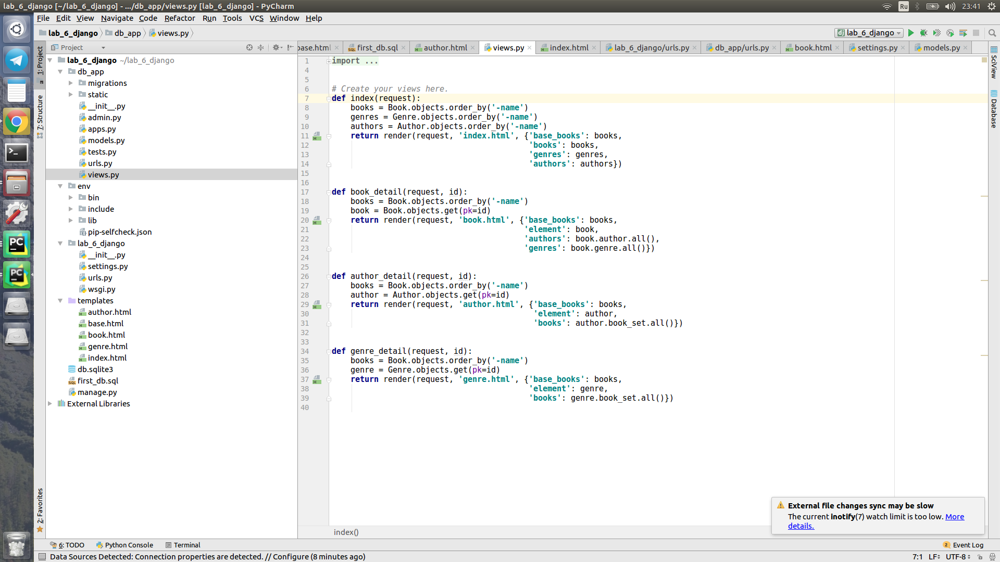 lab_6_django [~/lab_6_django] - .../db_app/views.py [lab_6_django] - PyCharm
Ru
23:41
File Edit View Navigate Code Refactor Run Tools VCS Window Help
lab_6_django db_app views.py
lab_6_django
Project
base.html first_db.sql author.html views.py index.html lab_6_django/urls.py db_app/urls.py book.html settings.py models.py
1: Project
7: Structure
2: Favorites
lab_6_django ~/lab_6_django
db_app
migrations
static
__init__.py
admin.py
apps.py
models.py
tests.py
urls.py
views.py
env
bin
include
lib
pip-selfcheck.json
lab_6_django
__init__.py
settings.py
urls.py
wsgi.py
templates
author.html
base.html
book.html
genre.html
index.html
db.sqlite3
first_db.sql
manage.py
External Libraries
1 import ...
4
5
6 # Create your views here.
7 def index(request):
8 books = Book.objects.order_by('-name')
9 genres = Genre.objects.order_by('-name')
10 authors = Author.objects.order_by('-name')
11 return render(request, 'index.html', {'base_books': books,
12 'books': books,
13 'genres': genres,
14 'authors': authors})
15
16
17 def book_detail(request, id):
18 books = Book.objects.order_by('-name')
19 book = Book.objects.get(pk=id)
20 return render(request, 'book.html', {'base_books': books,
21 'element': book,
22 'authors': book.author.all(),
23 'genres': book.genre.all()})
24
25
26 def author_detail(request, id):
27 books = Book.objects.order_by('-name')
28 author = Author.objects.get(pk=id)
29 return render(request, 'author.html', {'base_books': books,
30 'element': author,
31 'books': author.book_set.all()})
32
33
34 def genre_detail(request, id):
35 books = Book.objects.order_by('-name')
36 genre = Genre.objects.get(pk=id)
37 return render(request, 'genre.html', {'base_books': books,
38 'element': genre,
39 'books': genre.book_set.all()})
40
SciView
Database
External file changes sync may be slow
The current inotify(7) watch limit is too low. More
details.
index()
6: TODO Python Console Terminal
2 Event Log
Data Sources Detected: Connection properties are detected. // Configure (8 minutes ago)
7:1 LF UTF-8